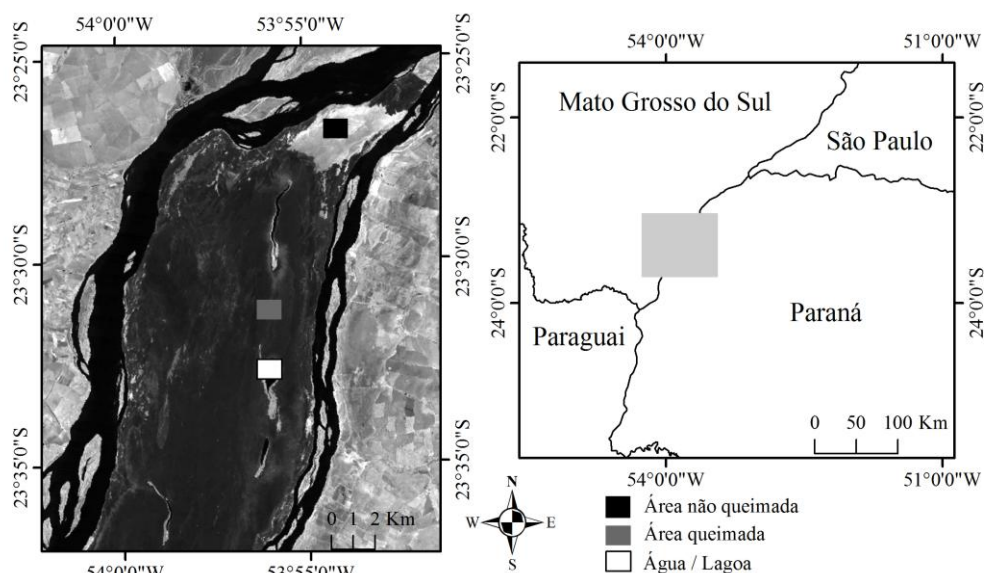 54°0'0"W
53°55'0"W
23°25'0"S
23°25'0"S
23°30'0"S
23°30'0"S
23°35'0"S
23°35'0"S
0 1 2 Km
54°0'0"W
53°55'0"W
54°0'0"W
51°0'0"W
22°0'0"S
22°0'0"S
Mato Grosso do Sul
São Paulo
24°0'0"S
24°0'0"S
Paraguai
Paraná
0 50 100 Km
54°0'0"W
51°0'0"W
N
W
E
S
Área não queimada
Área queimada
Água / Lagoa